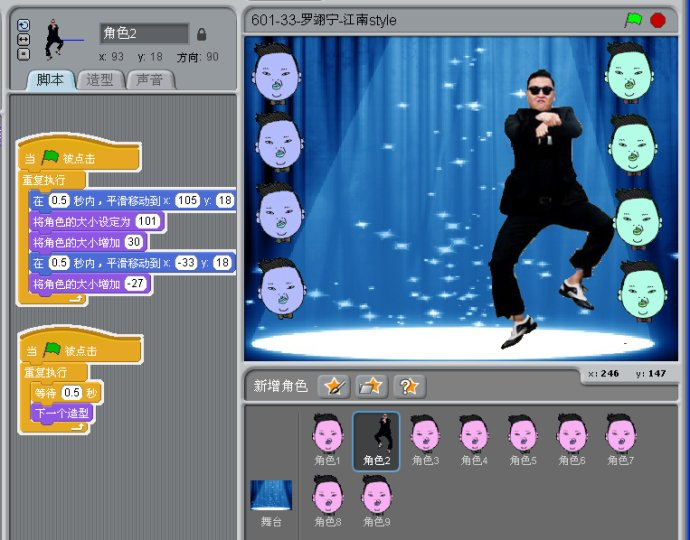 角色2
x: 93 y: 18 方向: 90
脚本 造型 声音
当 被点击
重复执行
在 0.5 秒内，平滑移动到 x: 105 y: 18
将角色的大小设定为 101
将角色的大小增加 30
在 0.5 秒内，平滑移动到 x: -33 y: 18
将角色的大小增加 -27
当 被点击
重复执行
等待 0.5 秒
下一个造型
601-33-罗翊宁-江南style
x: 246 y: 147
新增角色
角色1 角色2 角色3 角色4 角色5 角色6 角色7
舞台 角色8 角色9